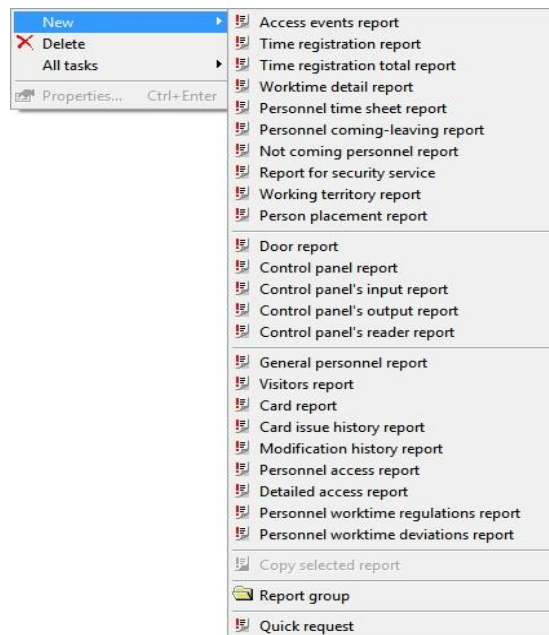 New
Delete
All tasks
Properties... Ctrl+Enter
Access events report
Time registration report
Time registration total report
Worktime detail report
Personnel time sheet report
Personnel coming-leaving report
Not coming personnel report
Report for security service
Working territory report
Person placement report
Door report
Control panel report
Control panel's input report
Control panel's output report
Control panel's reader report
General personnel report
Visitors report
Card report
Card issue history report
Modification history report
Personnel access report
Detailed access report
Personnel worktime regulations report
Personnel worktime deviations report
Copy selected report
Report group
Quick request